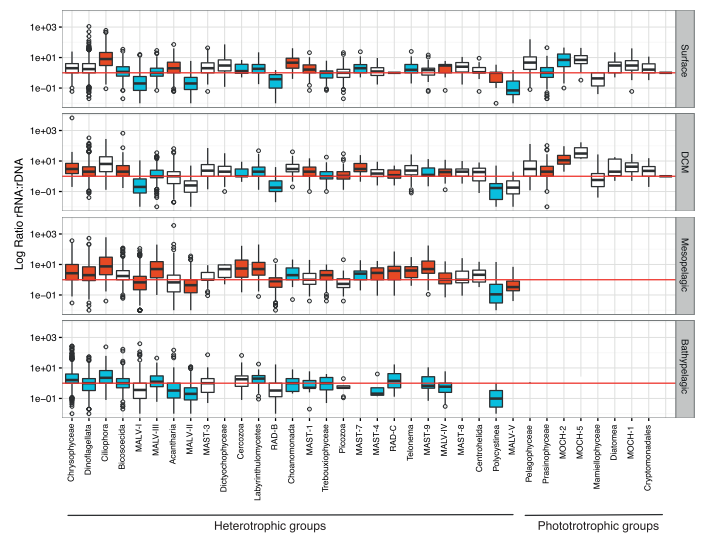 Log Ratio rRNA:rDNA
1e+03
1e+01
1e−01
Surface
1e+03
1e+01
1e−01
DCM
1e+03
1e+01
1e−01
Mesopelagic
1e+03
1e+01
1e−01
Bathypelagic
Chrysophyceae
Dinoflagellata
Ciliophora
Bicosoecida
MALV-I
MALV-III
Acantharia
MALV-II
MAST-3
Dictyochophyceae
Cercozoa
Labyrinthulomycetes
RAD-B
Choanomonada
MAST-1
Trebouxiophyceae
Picozoa
MAST-7
MAST-4
RAD-C
Telonema
MAST-9
MALV-IV
MAST-8
Centrohelida
Polycystinea
MALV-V
Pelagophyceae
Prasinophyceae
MOCH-2
MOCH-5
Mamiellophyceae
Diatomea
MOCH-1
Cryptomonadales
Heterotrophic groups
Phototrotrophic groups